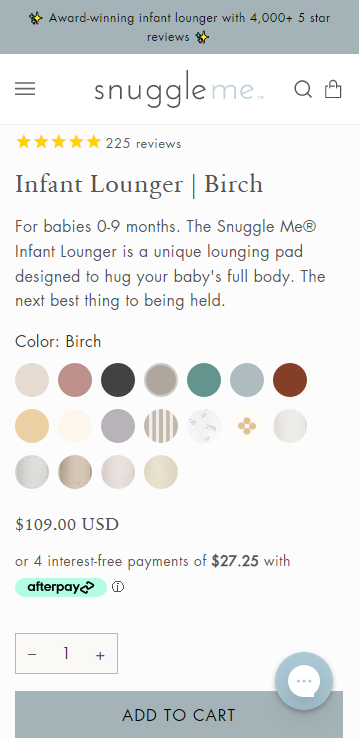 ✨ Award-winning infant lounger with 4,000+ 5 star
reviews ✨
snuggleme™
225 reviews
Infant Lounger | Birch
For babies 0-9 months. The Snuggle Me®
Infant Lounger is a unique lounging pad
designed to hug your baby's full body. The
next best thing to being held.
Color: Birch
$109.00 USD
or 4 interest-free payments of $27.25 with
afterpay ⓘ
− 1 +
ADD TO CART